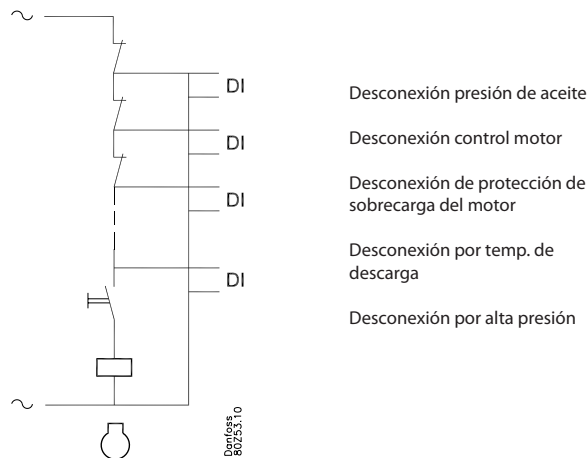 DI
Desconexión presión de aceite
DI
Desconexión control motor
DI
Desconexión de protección de
sobrecarga del motor
DI
Desconexión por temp. de
descarga
Desconexión por alta presión
Danfoss
80Z53.10